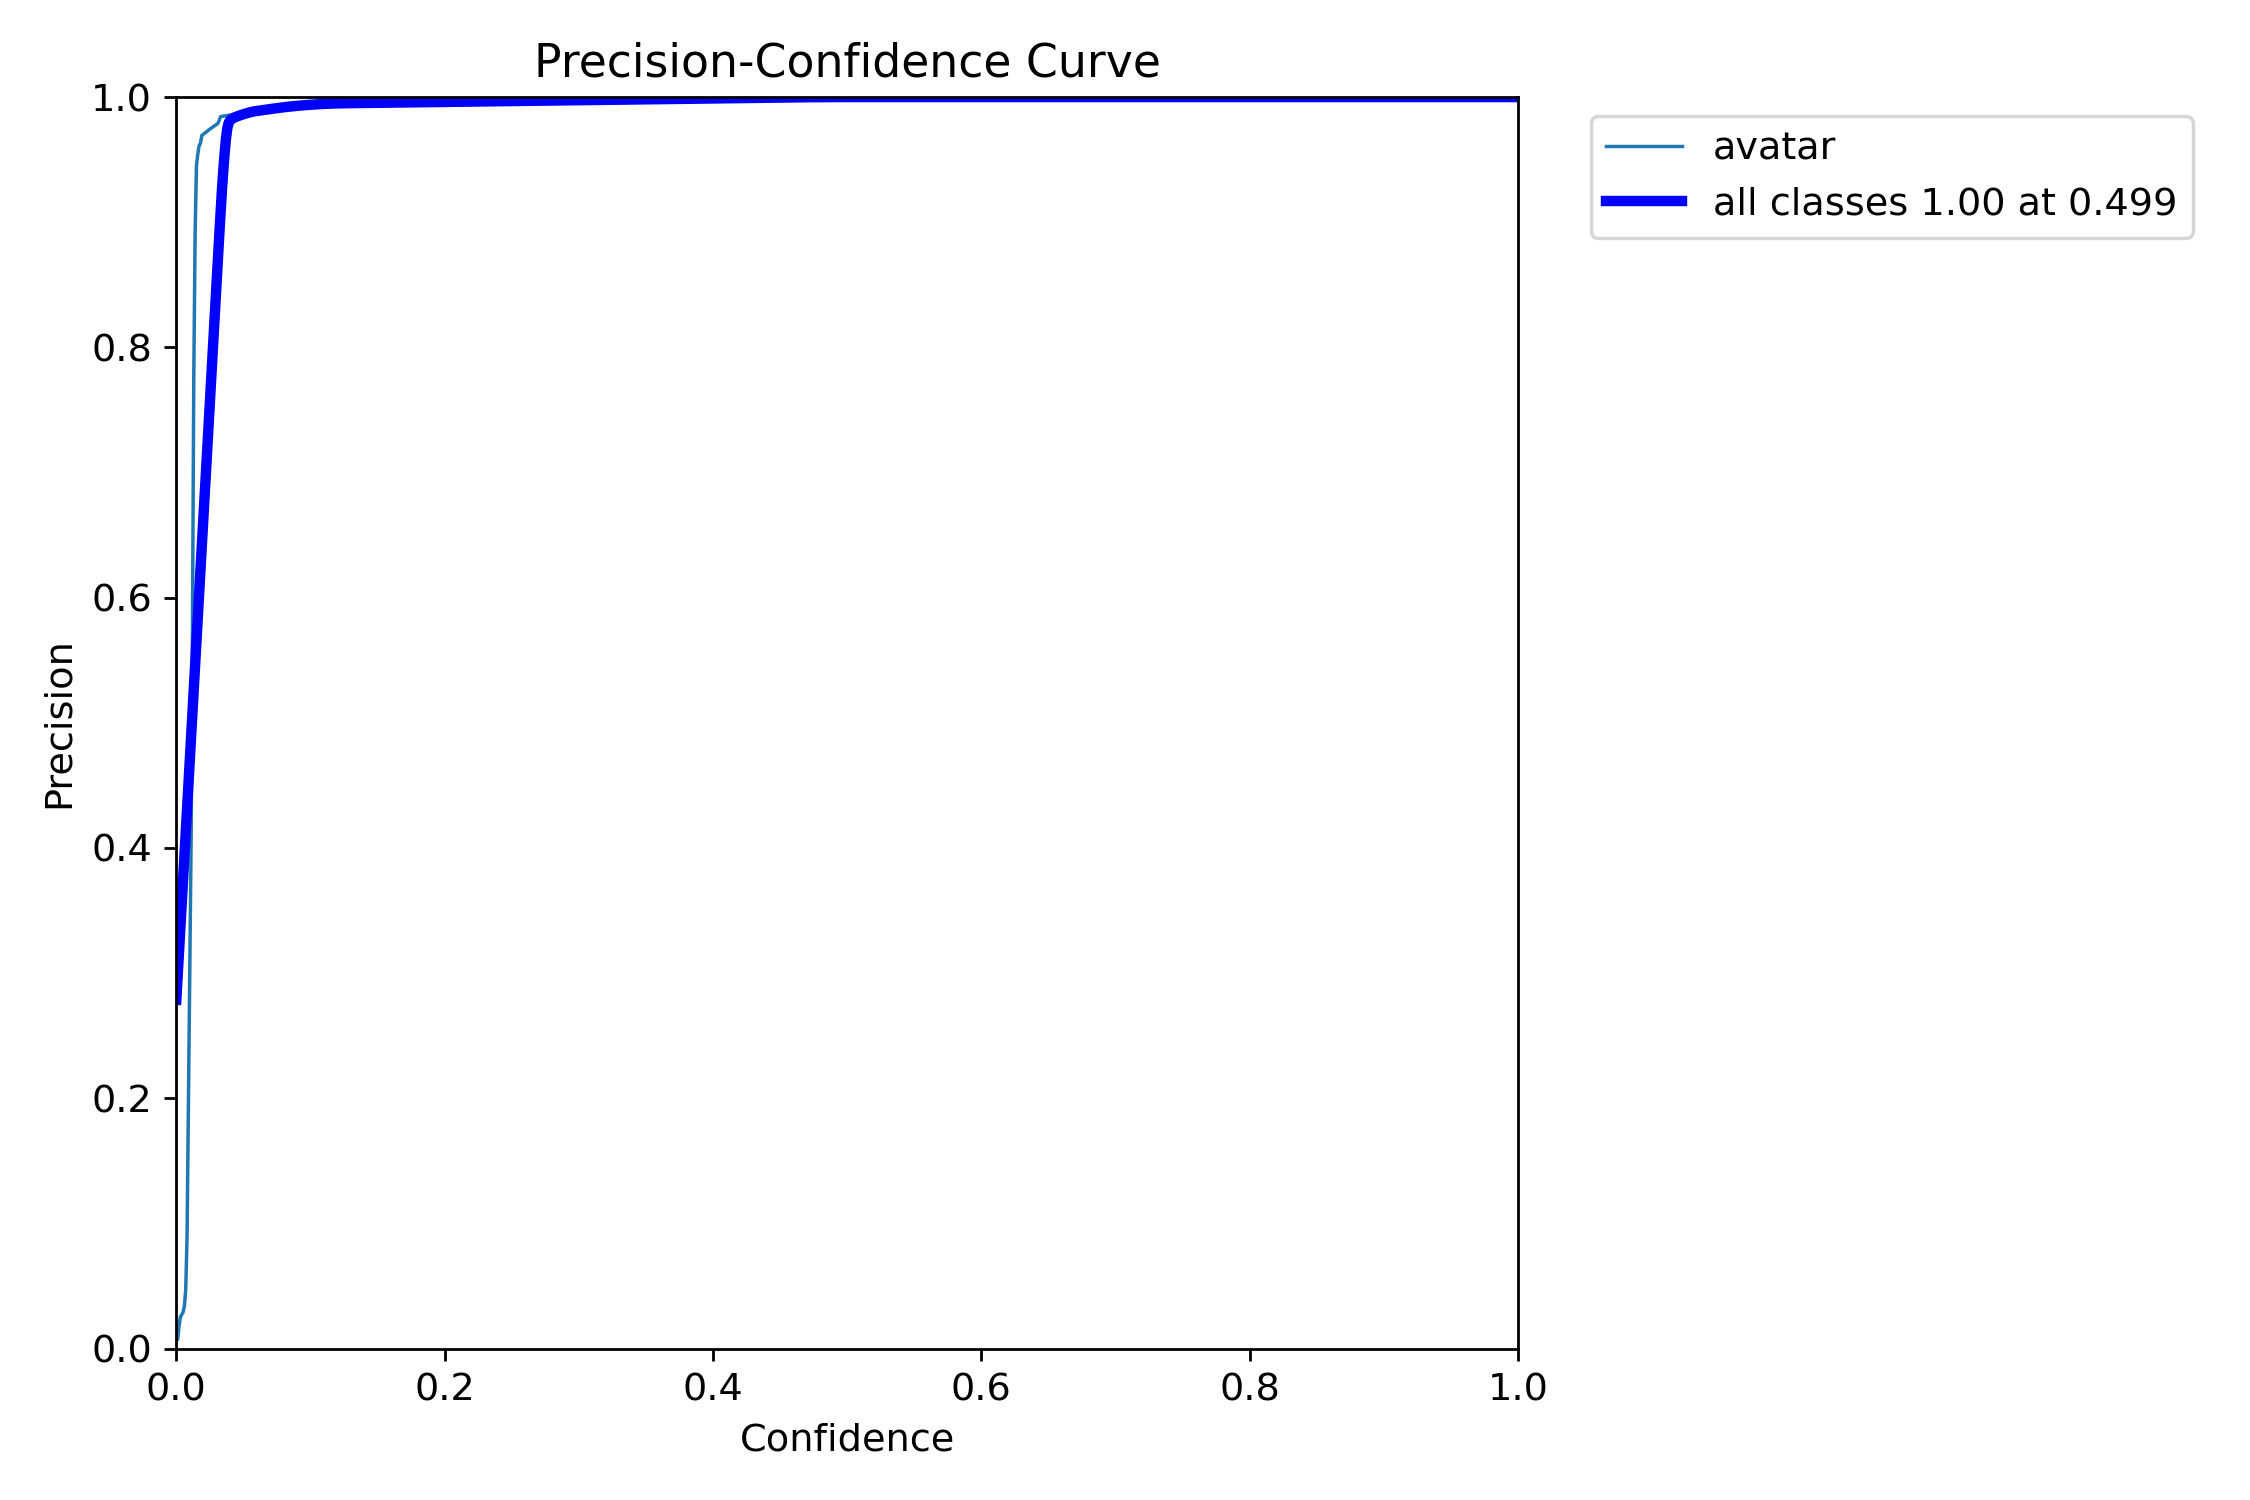 Precision-Confidence Curve
1.0
0.8
0.6
0.4
0.2
0.0
Precision
0.0 0.2 0.4 0.6 0.8 1.0
Confidence
avatar
all classes 1.00 at 0.499